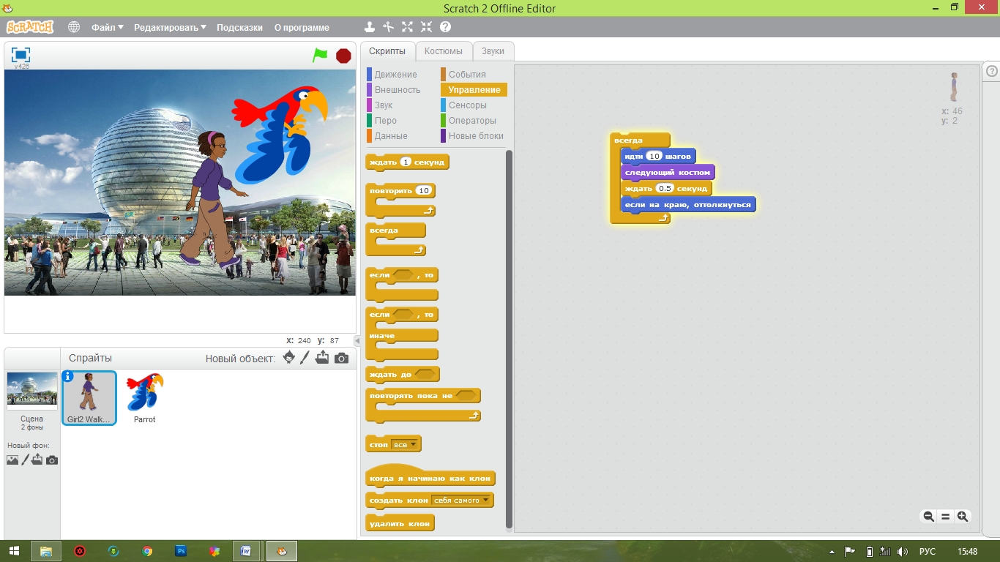 Scratch 2 Offline Editor
SCRATCH Файл Редактировать Подсказки О программе
v426
Скрипты Костюмы Звуки
Движение События
Внешность Управление
Звук Сенсоры
Перо Операторы
Данные Новые блоки
ждать 1 секунд
повторить 10
всегда
если , то
если , то
иначе
ждать до
повторять пока не
стоп все
когда я начинаю как клон
создать клон себя самого
удалить клон
всегда
идти 10 шагов
следующий костюм
ждать 0.5 секунд
если на краю, оттолкнуться
x: 46
y: 2
x: 240 y: 87
Спрайты Новый объект:
Сцена
2 фоны
Новый фон:
Girl2 Walk...
Parrot
РУС 15:48